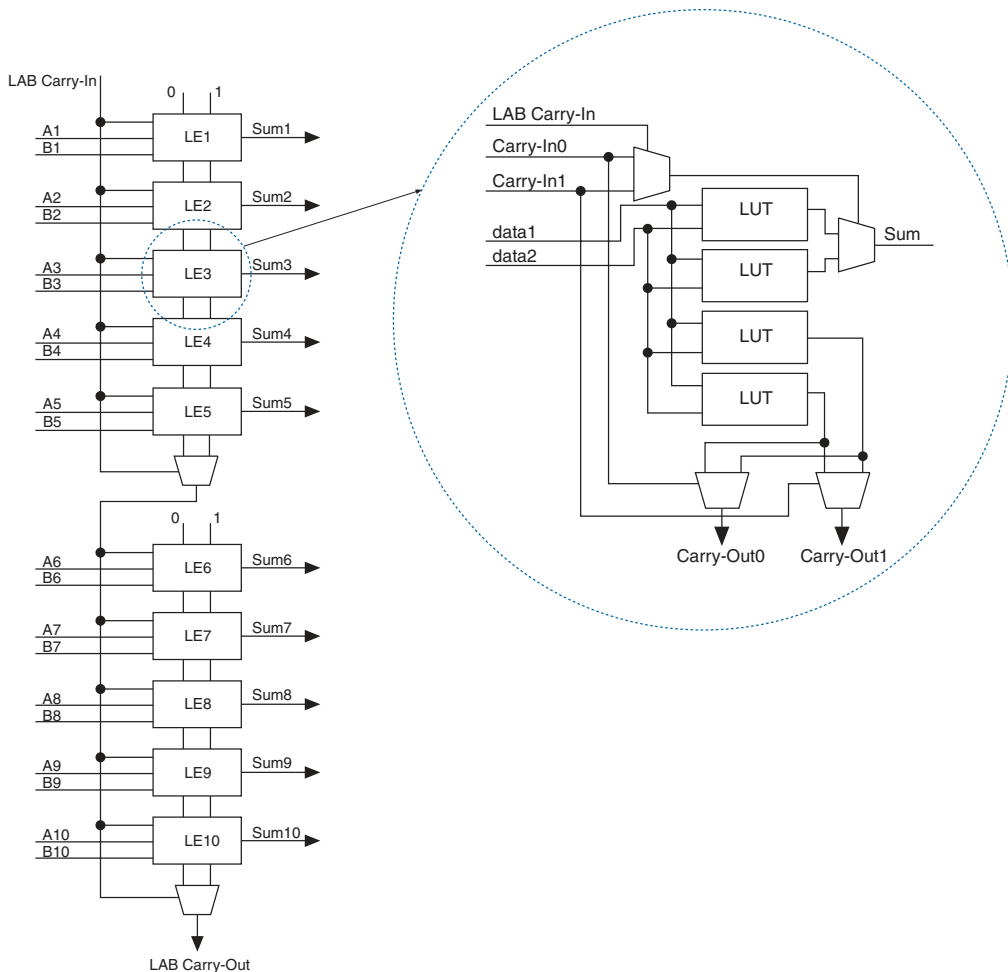 LAB Carry-In
0 1
A1
B1
LE1
Sum1
A2
B2
LE2
Sum2
A3
B3
LE3
Sum3
A4
B4
LE4
Sum4
A5
B5
LE5
Sum5
0 1
A6
B6
LE6
Sum6
A7
B7
LE7
Sum7
A8
B8
LE8
Sum8
A9
B9
LE9
Sum9
A10
B10
LE10
Sum10
LAB Carry-Out
LAB Carry-In
Carry-In0
Carry-In1
data1
data2
LUT
LUT
LUT
LUT
Sum
Carry-Out0
Carry-Out1